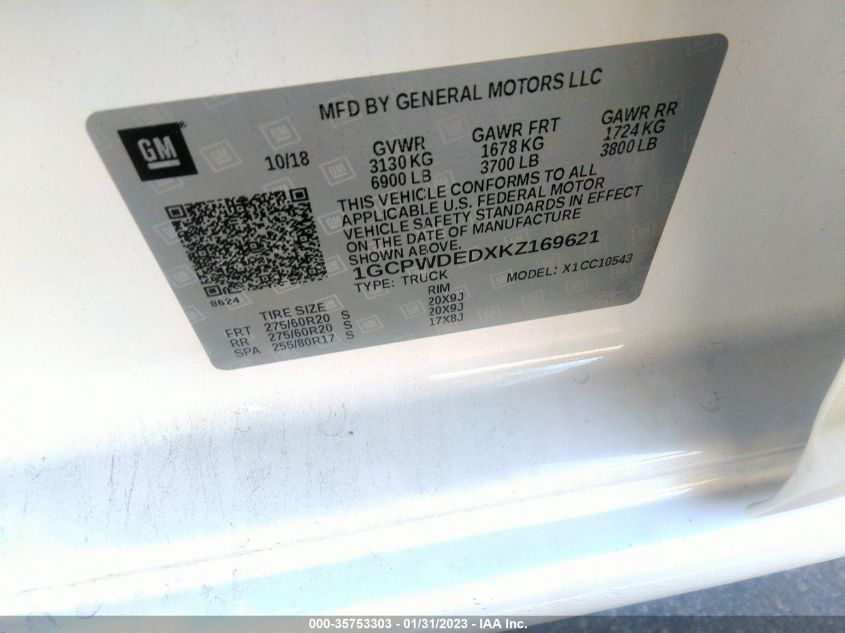 MFD BY GENERAL MOTORS LLC
GM®
10/18
GVWR GAWR FRT GAWR RR
3130 KG 1678 KG 1724 KG
6900 LB 3700 LB 3800 LB
THIS VEHICLE CONFORMS TO ALL
APPLICABLE U.S. FEDERAL MOTOR
VEHICLE SAFETY STANDARDS IN EFFECT
ON THE DATE OF MANUFACTURE
SHOWN ABOVE.
1GCPWDEDXKZ169621
TYPE: TRUCK MODEL: X1CC10543
8624
TIRE SIZE RIM
FRT 275/60R20 S 20X9J
RR 275/60R20 S 20X9J
SPA 255/80R17 S 17X8J
000-35753303 - 01/31/2023 - IAA Inc.